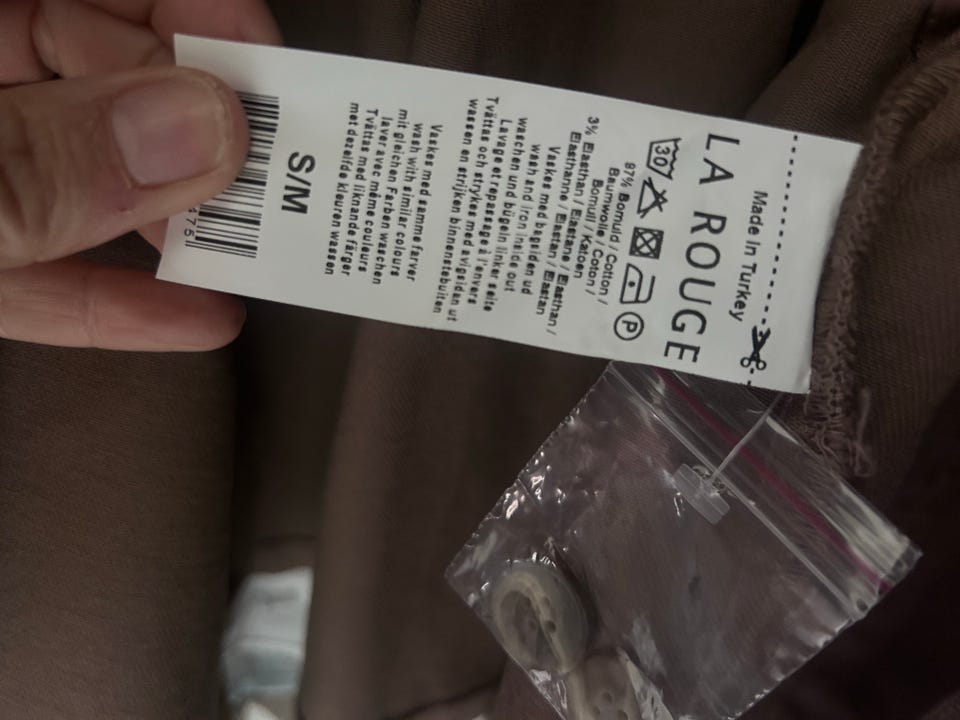 Made in Turkey
LA ROUGE
30 P
97% Bomuld / Cotton /
Baumwolle / Coton /
Bomull / Katoen
3% Elasthan / Elastane / Elasthan /
Elasthanne / Elastan / Elastan
Vaskes med bagsiden ud
wash and iron inside out
waschen und bügeln linker seite
Lavage et repassage à l'envers
Tvättas och strykes med avigsidan ut
wassen en strijken binnenstebuiten
Vaskes med samme farver
wash with similar colours
mit gleichen Farben waschen
laver avec même couleurs
Tvättas med liknande färger
met dezelfde kleuren wassen
S/M
75